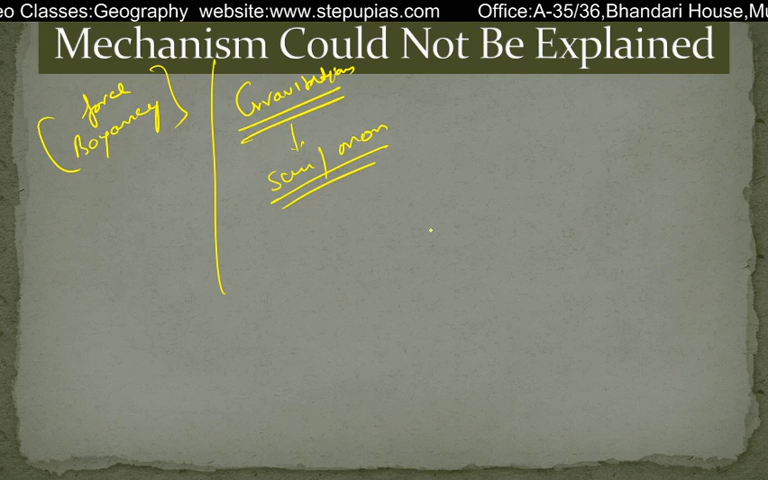 eo Classes:Geography website:www.stepupias.com Office:A-35/36,Bhandari House,Mu
Mechanism Could Not Be Explained
force
Boyancy
Gravitation
sun/moon